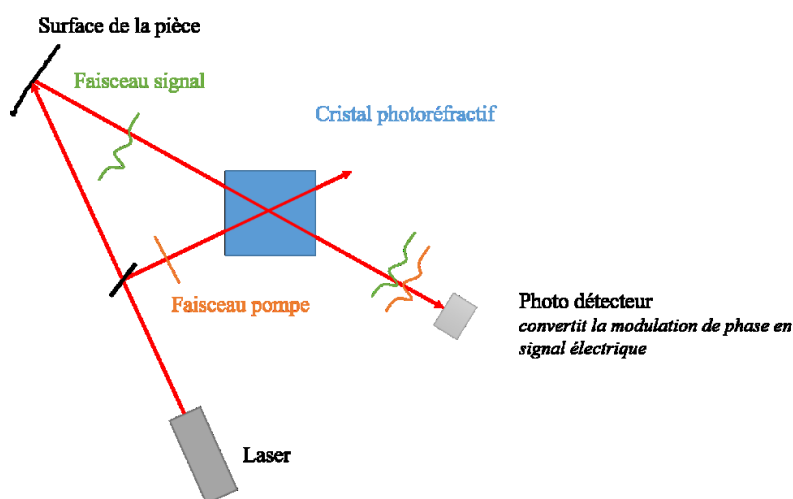 Surface de la pièce
Faisceau signal
Cristal photoréfractif
Faisceau pompe
Photo détecteur
convertit la modulation de phase en
signal électrique
Laser